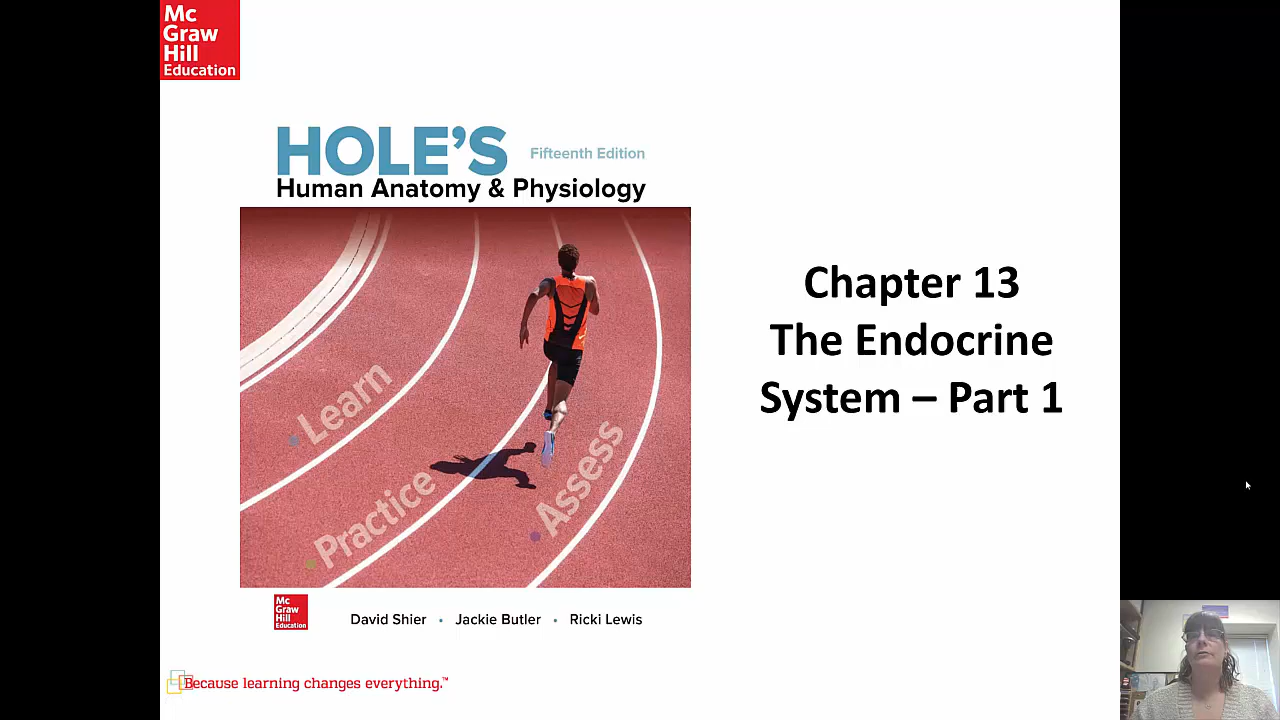 Mc
Graw
Hill
Education
HOLE'S
Fifteenth Edition
Human Anatomy & Physiology
Learn
Practice
Assess
Chapter 13
The Endocrine
System – Part 1
Mc
Graw
Hill
Education
David Shier • Jackie Butler • Ricki Lewis
Because learning changes everything.™